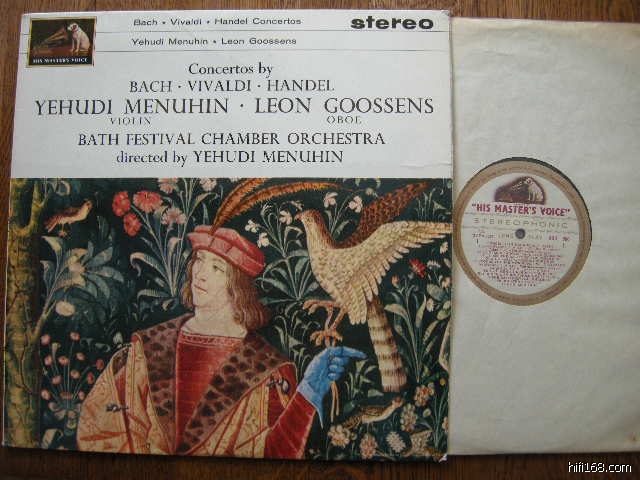 Bach • Vivaldi • Handel Concertos
stereo
Yehudi Menuhin • Leon Goossens
HIS MASTER'S VOICE
Concertos by
BACH · VIVALDI · HANDEL
YEHUDI MENUHIN · LEON GOOSSENS
VIOLIN OBOE
BATH FESTIVAL CHAMBER ORCHESTRA
directed by YEHUDI MENUHIN
"HIS MASTER'S VOICE"
STEREOPHONIC
hifi168.com